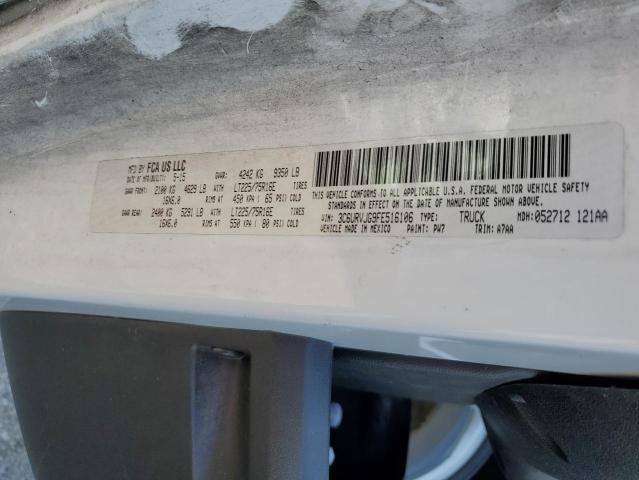 MFD BY FCA US LLC
DATE OF MFR/BUILT: 5-15 GVWR: 4242 KG 9350 LB
GAWR FRONT: 2100 KG 4629 LB WITH LT225/75R16E TIRES
16X6.0 RIMS AT 450 KPA ( 65 PSI/COLD
GAWR REAR: 2400 KG 5291 LB WITH LT225/75R16E TIRES
16X6.0 RIMS AT 550 KPA ( 80 PSI/COLD
THIS VEHICLE CONFORMS TO ALL APPLICABLE U.S.A. FEDERAL MOTOR VEHICLE SAFETY
STANDARDS IN EFFECT ON THE DATE OF MANUFACTURE SHOWN ABOVE.
VIN: 3C6URVJG9FE516106 TYPE: TRUCK MDH: 052712 121AA
VEHICLE MADE IN MEXICO PAINT: PW7 TRIM: A7AA